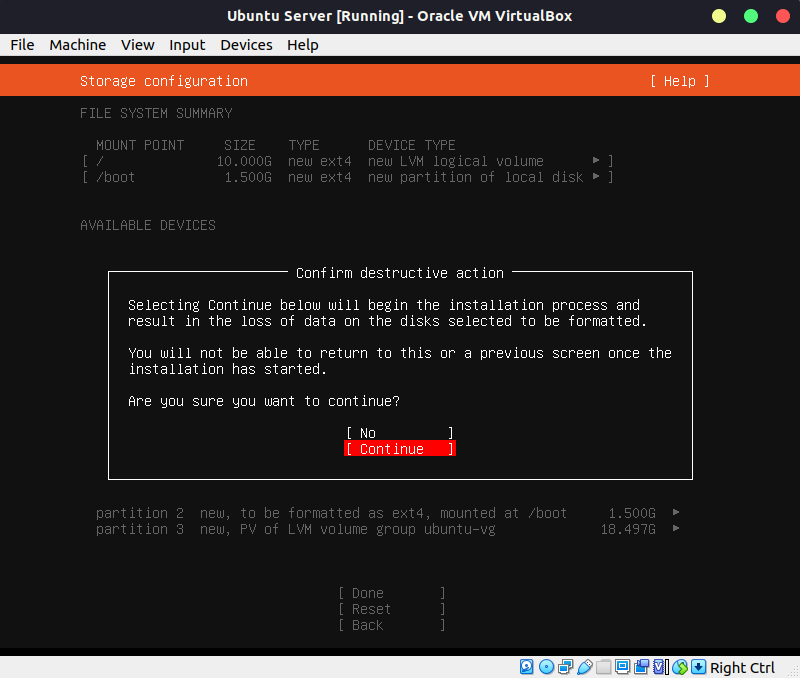 Ubuntu Server [Running] - Oracle VM VirtualBox
File Machine View Input Devices Help
Storage configuration [ Help ]
FILE SYSTEM SUMMARY
MOUNT POINT SIZE TYPE DEVICE TYPE
[ / 10.000G new ext4 new LVM logical volume ▸ ]
[ /boot 1.500G new ext4 new partition of local disk ▸ ]
AVAILABLE DEVICES
Confirm destructive action
Selecting Continue below will begin the installation process and
result in the loss of data on the disks selected to be formatted.
You will not be able to return to this or a previous screen once the
installation has started.
Are you sure you want to continue?
[ No ]
[ Continue ]
partition 2 new, to be formatted as ext4, mounted at /boot 1.500G ▸
partition 3 new, PV of LVM volume group ubuntu-vg 18.497G ▸
[ Done ]
[ Reset ]
[ Back ]
Right Ctrl